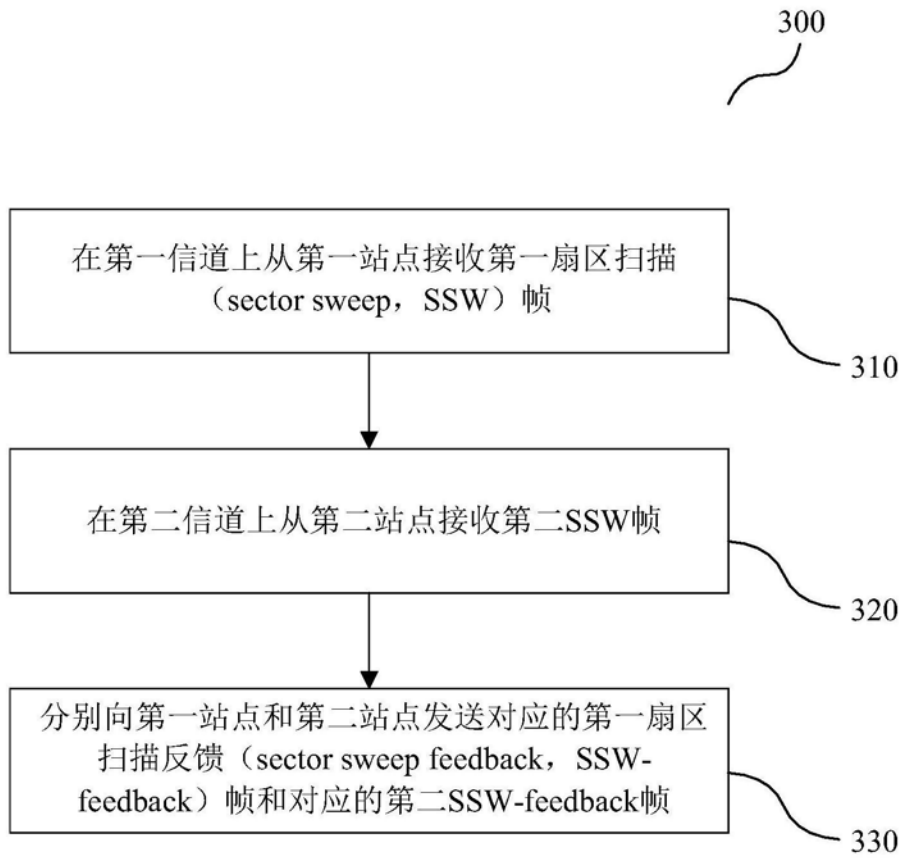 300
在第一信道上从第一站点接收第一扇区扫描
（sector sweep，SSW）帧
310
在第二信道上从第二站点接收第二SSW帧
320
分别向第一站点和第二站点发送对应的第一扇区
扫描反馈（sector sweep feedback，SSW-
feedback）帧和对应的第二SSW-feedback帧
330